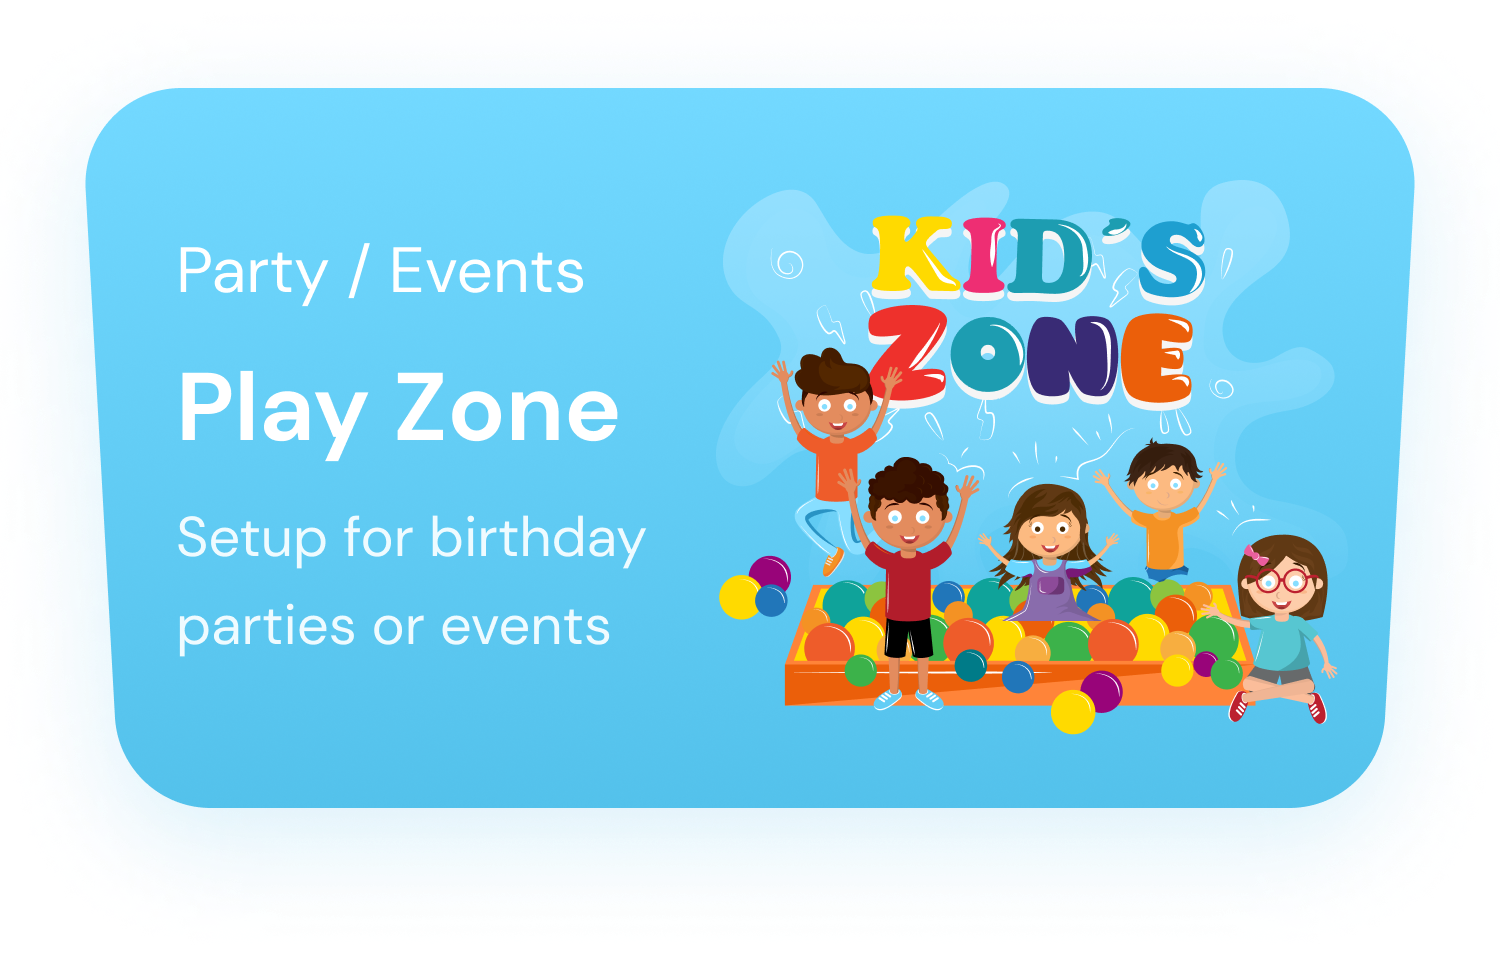 Party / Events
Play Zone
Setup for birthday
parties or events
KID'S
ZONE